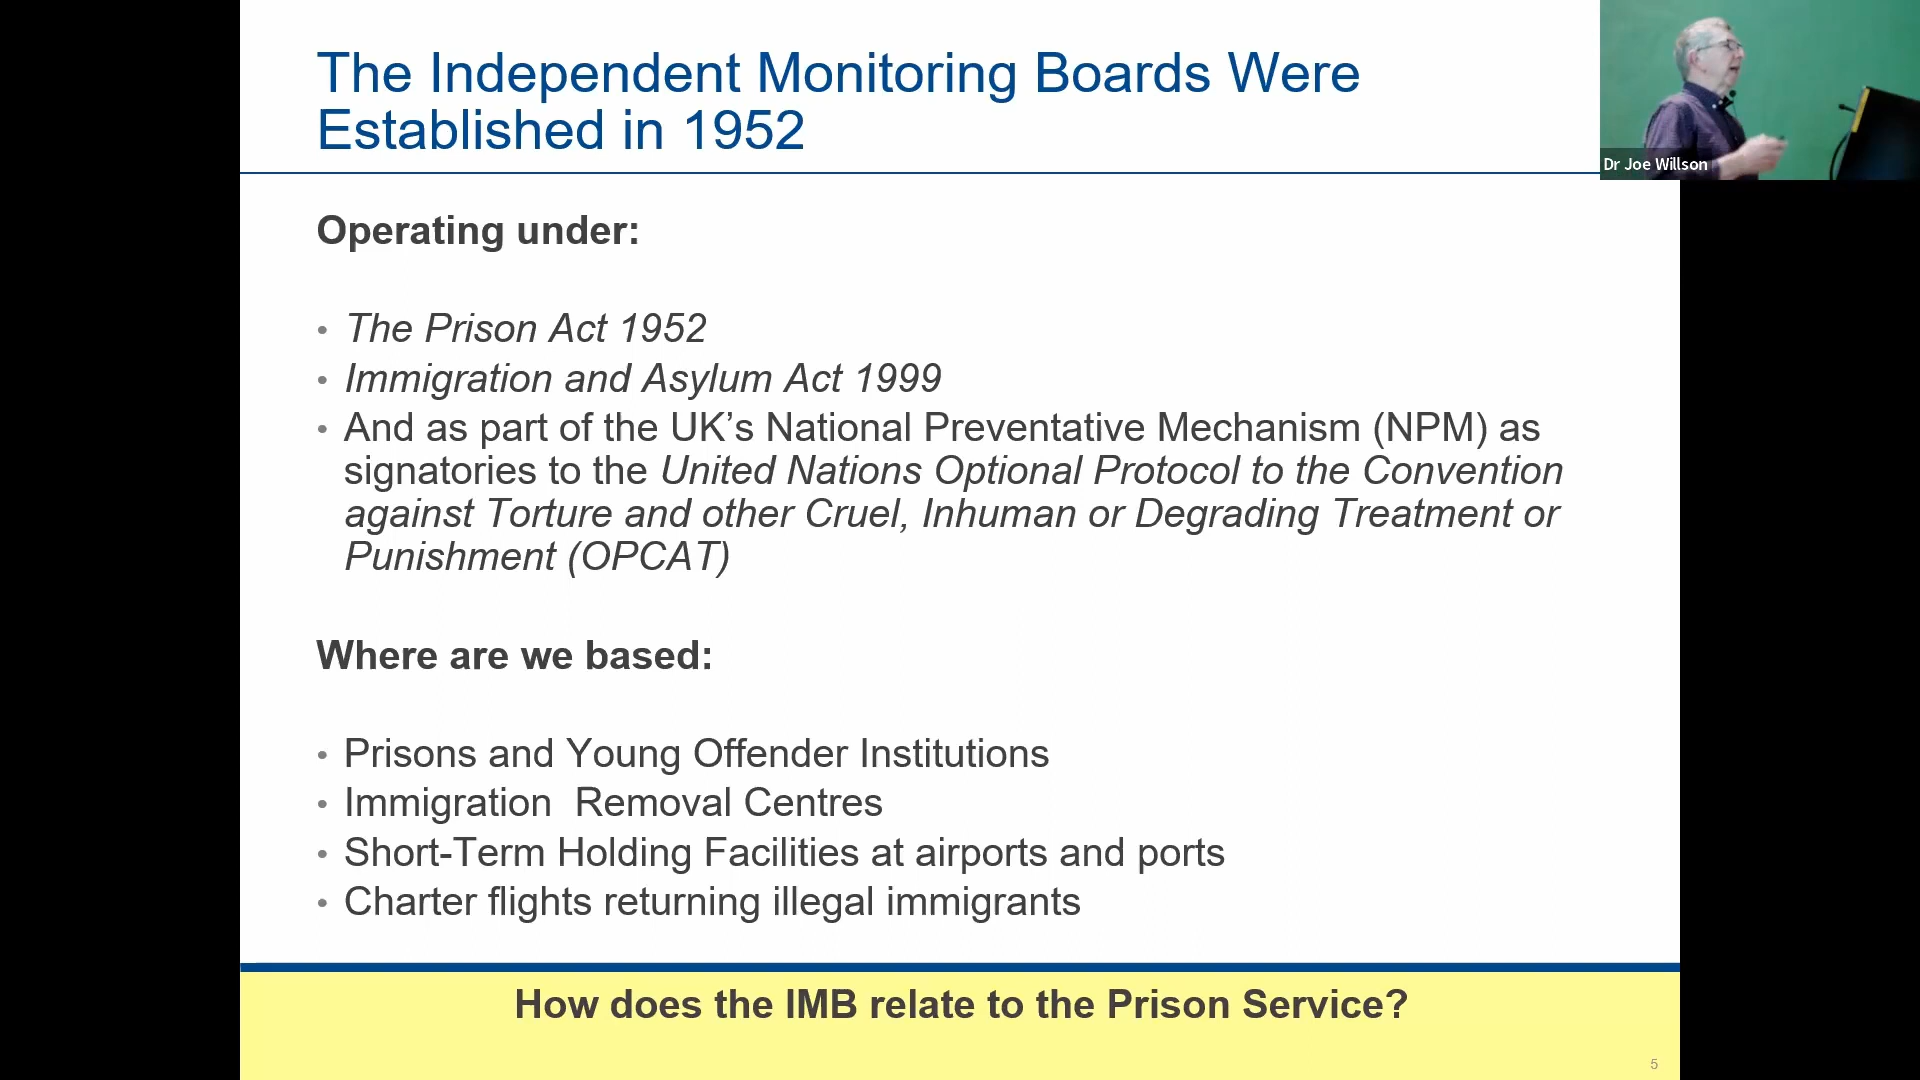 The Independent Monitoring Boards Were
Established in 1952
Dr Joe Willson
Operating under:
• The Prison Act 1952
• Immigration and Asylum Act 1999
• And as part of the UK’s National Preventative Mechanism (NPM) as
signatories to the United Nations Optional Protocol to the Convention
against Torture and other Cruel, Inhuman or Degrading Treatment or
Punishment (OPCAT)
Where are we based:
• Prisons and Young Offender Institutions
• Immigration  Removal Centres
• Short-Term Holding Facilities at airports and ports
• Charter flights returning illegal immigrants
How does the IMB relate to the Prison Service?
5